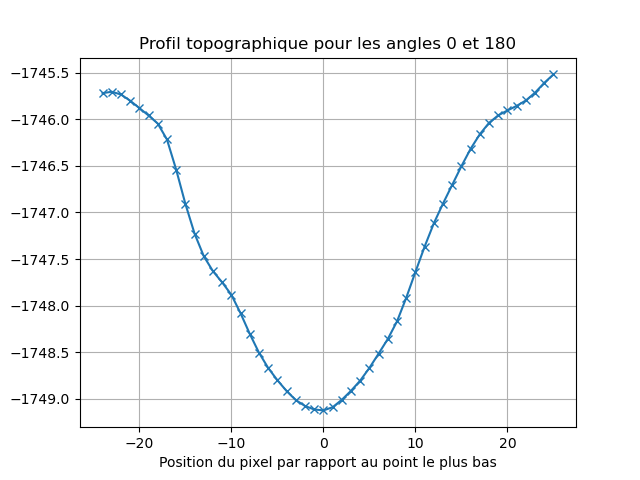 Profil topographique pour les angles 0 et 180
−1745.5
−1746.0
−1746.5
−1747.0
−1747.5
−1748.0
−1748.5
−1749.0
−20 −10 0 10 20
Position du pixel par rapport au point le plus bas